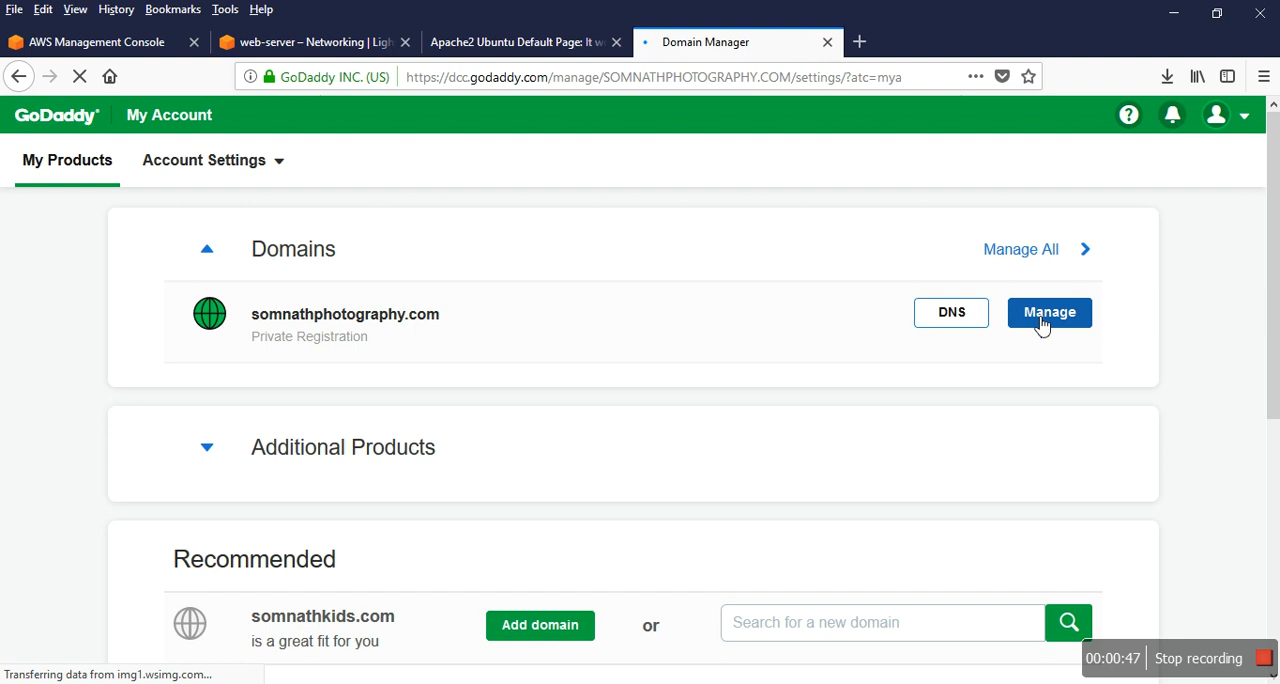 File Edit View History Bookmarks Tools Help
AWS Management Console web-server – Networking | Ligh Apache2 Ubuntu Default Page: It w Domain Manager
GoDaddy INC. (US) https://dcc.godaddy.com/manage/SOMNATHPHOTOGRAPHY.COM/settings/?atc=mya
GoDaddy My Account
My Products Account Settings
Domains Manage All
somnathphotography.com DNS Manage
Private Registration
Additional Products
Recommended
somnathkids.com Add domain or Search for a new domain
is a great fit for you
00:00:47 Stop recording
Transferring data from img1.wsimg.com...